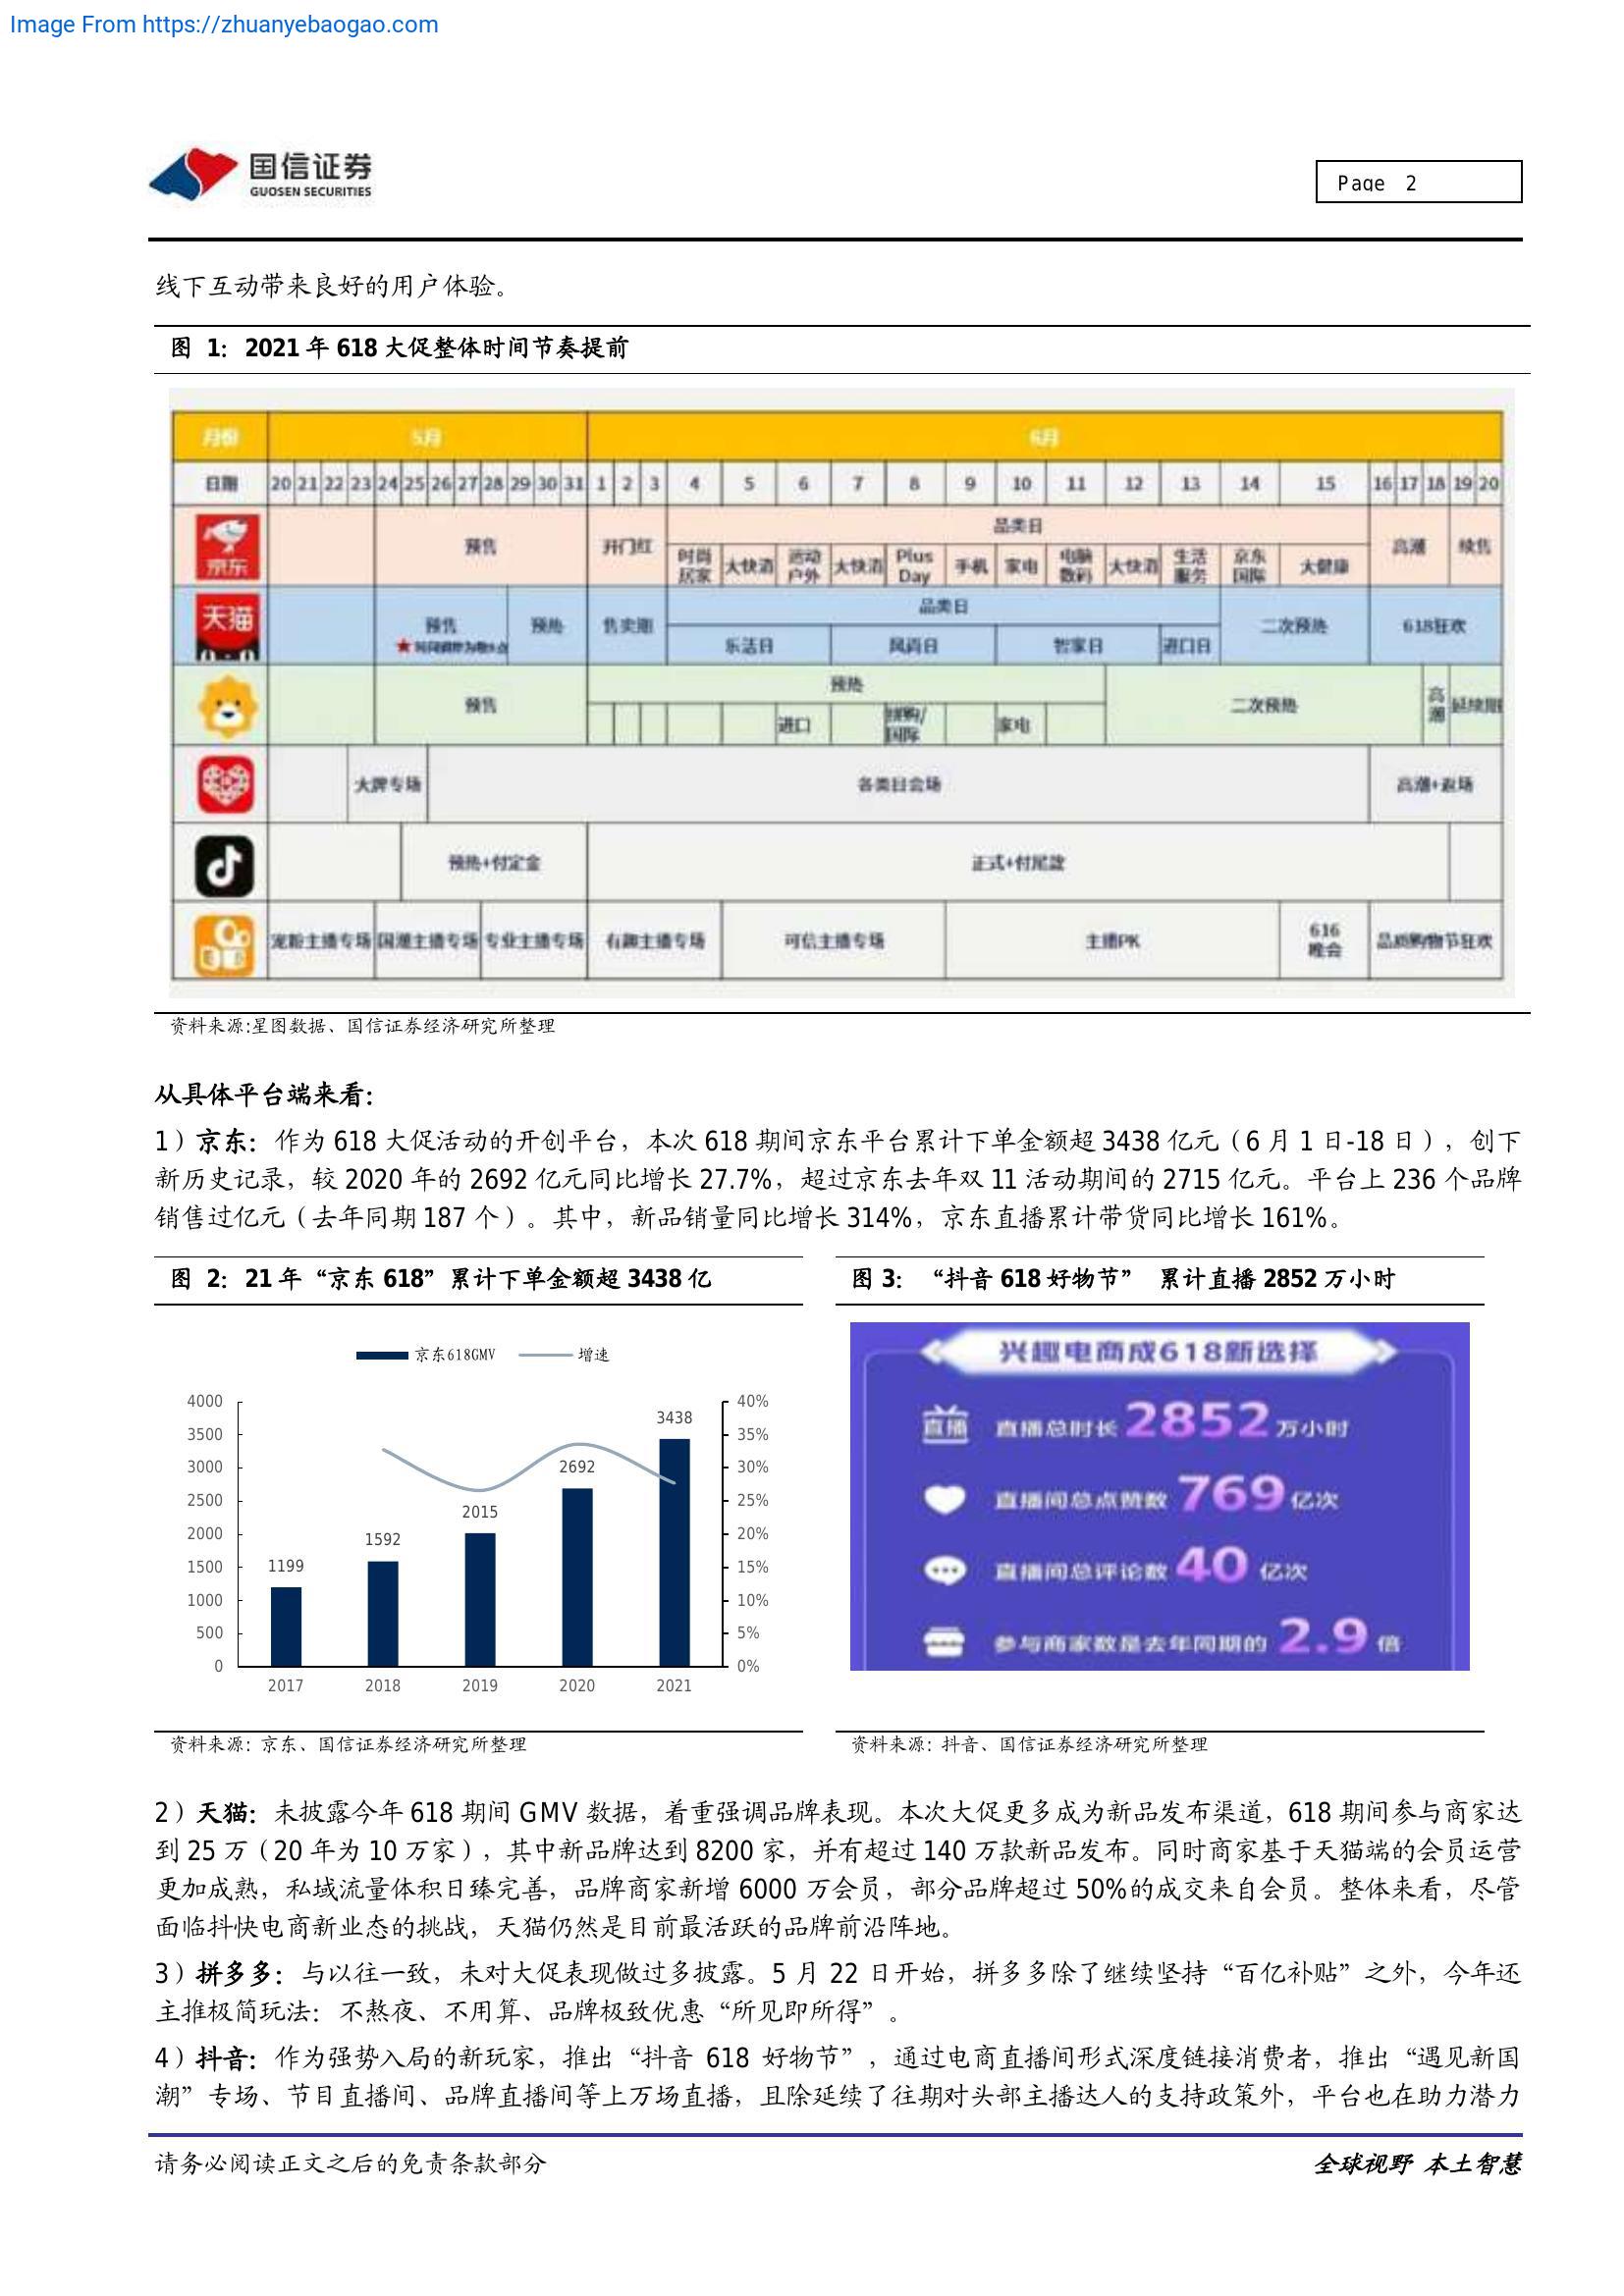 Image From https://zhuanyebaogao.com
国信证券
GUOSEN SECURITIES
Page 2
线下互动带来良好的用户体验。
图 1：2021 年 618 大促整体时间节奏提前
月份 5月 6月
日期 20 21 22 23 24 25 26 27 28 29 30 31 1 2 3 4 5 6 7 8 9 10 11 12 13 14 15 16 17 18 19 20
京东 预售 开门红 品类日 高潮 续售
时尚居家 大快消 运动户外 大快消 Plus Day 手机 家电 电脑数码 大快消 生活服务 京东国际 大健康
天猫 预售 预热 售卖期 品类日 二次预热 618狂欢
乐活日 风尚日 智家日 进口日
预售 预热 二次预热 高潮 延续期
进口 国际 家电
大牌专场 各类目会场 高潮+返场
预热+付定金 正式+付尾款
宠粉主播专场 国潮主播专场 专业主播专场 有趣主播专场 可信主播专场 主播PK 616晚会 品质购物节狂欢
资料来源:星图数据、国信证券经济研究所整理
从具体平台端来看：
1）京东：作为 618 大促活动的开创平台，本次 618 期间京东平台累计下单金额超 3438 亿元（6 月 1 日-18 日），创下
新历史记录，较 2020 年的 2692 亿元同比增长 27.7%，超过京东去年双 11 活动期间的 2715 亿元。平台上 236 个品牌
销售过亿元（去年同期 187 个）。其中，新品销量同比增长 314%，京东直播累计带货同比增长 161%。
图 2：21 年“京东 618”累计下单金额超 3438 亿
京东618GMV 增速
4000 40%
3500 35%
3000 30%
2500 25%
2000 20%
1500 15%
1000 10%
500 5%
0 0%
1199 1592 2015 2692 3438
2017 2018 2019 2020 2021
资料来源：京东、国信证券经济研究所整理
图 3： “抖音 618 好物节” 累计直播 2852 万小时
兴趣电商成618新选择
直播 直播总时长 2852 万小时
直播间总点赞数 769 亿次
直播间总评论数 40 亿次
参与商家数是去年同期的 2.9 倍
资料来源：抖音、国信证券经济研究所整理
2）天猫：未披露今年 618 期间 GMV 数据，着重强调品牌表现。本次大促更多成为新品发布渠道，618 期间参与商家达
到 25 万（20 年为 10 万家），其中新品牌达到 8200 家，并有超过 140 万款新品发布。同时商家基于天猫端的会员运营
更加成熟，私域流量体积日臻完善，品牌商家新增 6000 万会员，部分品牌超过 50%的成交来自会员。整体来看，尽管
面临抖快电商新业态的挑战，天猫仍然是目前最活跃的品牌前沿阵地。
3）拼多多：与以往一致，未对大促表现做过多披露。5 月 22 日开始，拼多多除了继续坚持“百亿补贴”之外，今年还
主推极简玩法：不熬夜、不用算、品牌极致优惠“所见即所得”。
4）抖音：作为强势入局的新玩家，推出“抖音 618 好物节”，通过电商直播间形式深度链接消费者，推出“遇见新国
潮”专场、节目直播间、品牌直播间等上万场直播，且除延续了往期对头部主播达人的支持政策外，平台也在助力潜力
请务必阅读正文之后的免责条款部分
全球视野 本土智慧